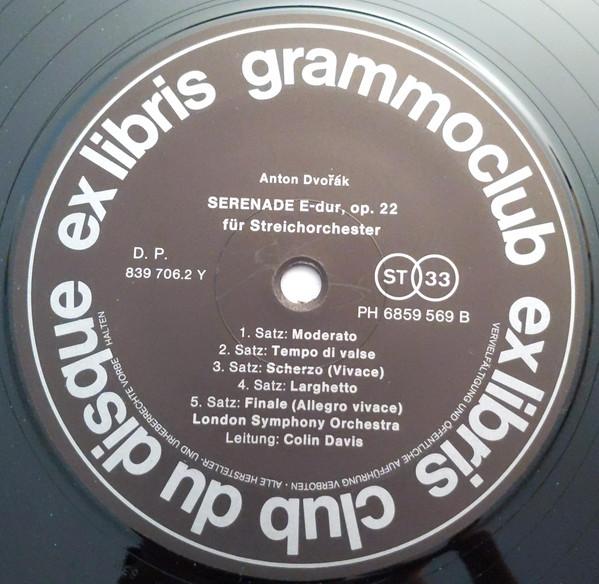 ex libris grammoclub
ex libris club du disque
Anton Dvořák
SERENADE E-dur, op. 22
für Streichorchester
D. P.
839 706.2 Y
ST 33
PH 6859 569 B
1. Satz: Moderato
2. Satz: Tempo di valse
3. Satz: Scherzo (Vivace)
4. Satz: Larghetto
5. Satz: Finale (Allegro vivace)
London Symphony Orchestra
Leitung: Colin Davis
ALLE HERSTELLER- UND URHEBERRECHTE VORBEHALTEN
VERVIELFÄLTIGUNG UND ÖFFENTLICHE AUFFÜHRUNG VERBOTEN ·